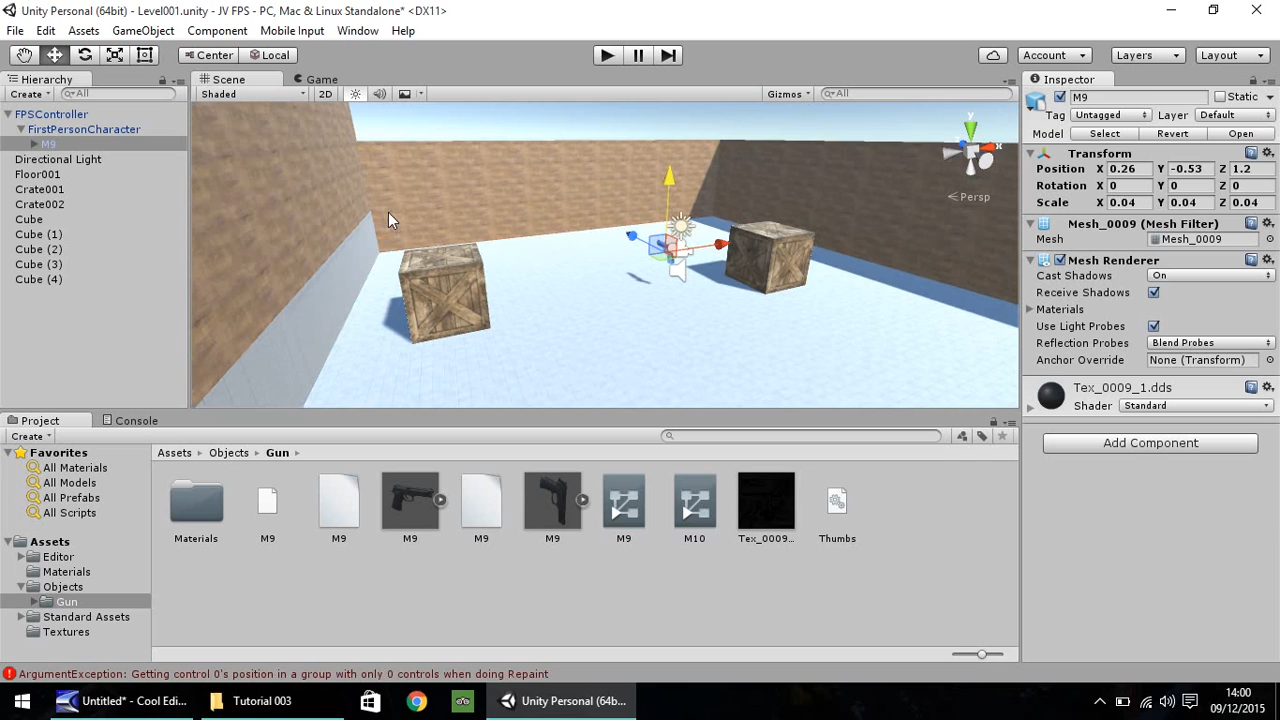 Unity Personal (64bit) - Level001.unity - JV FPS - PC, Mac & Linux Standalone* <DX11>
File Edit Assets GameObject Component Mobile Input Window Help
Center Local Account Layers Layout
Hierarchy
Create All
FPSController
FirstPersonCharacter
M9
Directional Light
Floor001
Crate001
Crate002
Cube
Cube (1)
Cube (2)
Cube (3)
Cube (4)
Scene Game
Shaded 2D Gizmos All
y
x
Persp
Inspector
M9 Static
Tag Untagged Layer Default
Model Select Revert Open
Transform
Position X 0.26 Y -0.53 Z 1.2
Rotation X 0 Y 0 Z 0
Scale X 0.04 Y 0.04 Z 0.04
Mesh_0009 (Mesh Filter)
Mesh Mesh_0009
Mesh Renderer
Cast Shadows On
Receive Shadows
Materials
Use Light Probes
Reflection Probes Blend Probes
Anchor Override None (Transform)
Tex_0009_1.dds
Shader Standard
Add Component
Project Console
Create
Favorites
All Materials
All Models
All Prefabs
All Scripts
Assets
Editor
Materials
Objects
Gun
Standard Assets
Textures
Assets Objects Gun
Materials M9 M9 M9 M9 M9 M9 M10 Tex_0009... Thumbs
ArgumentException: Getting control 0's position in a group with only 0 controls when doing Repaint
Untitled* - Cool Edi... Tutorial 003 Unity Personal (64b...
14:00
09/12/2015